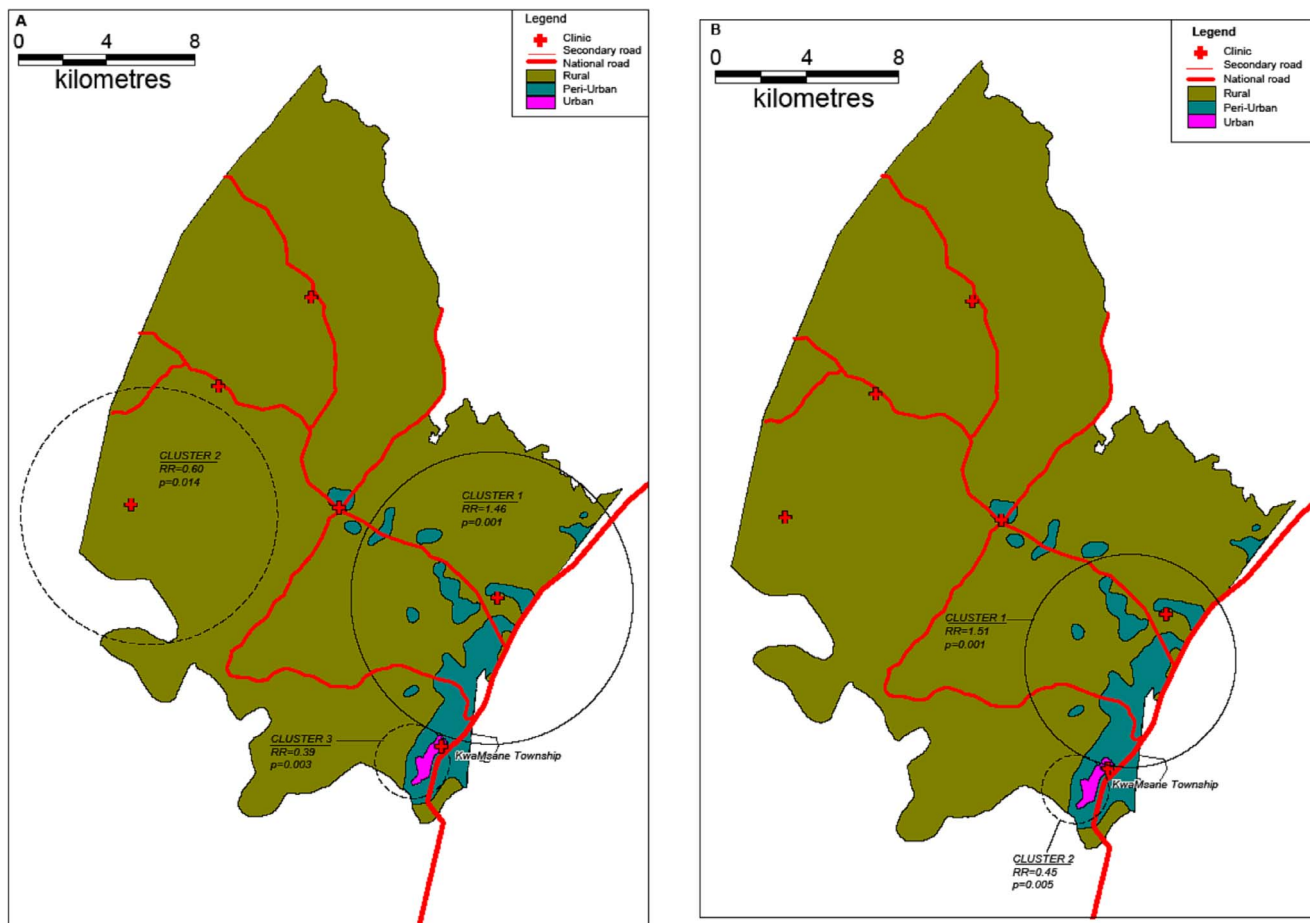 A
0 4 8
kilometres
Legend
Clinic
Secondary road
National road
Rural
Peri-Urban
Urban
CLUSTER 2
RR=0.60
p=0.014
CLUSTER 1
RR=1.46
p=0.001
CLUSTER 3
RR=0.39
p=0.003
KwaMsane Township
B
0 4 8
kilometres
Legend
Clinic
Secondary road
National road
Rural
Peri-Urban
Urban
CLUSTER 1
RR=1.51
p=0.001
KwaMsane Township
CLUSTER 2
RR=0.45
p=0.005